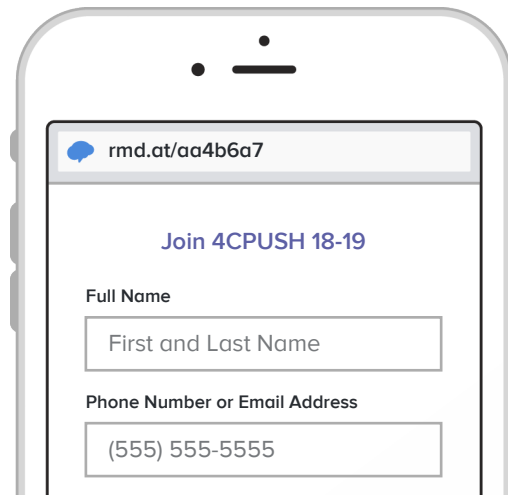 rmd.at/aa4b6a7
Join 4CPUSH 18-19
Full Name
First and Last Name
Phone Number or Email Address
(555) 555-5555